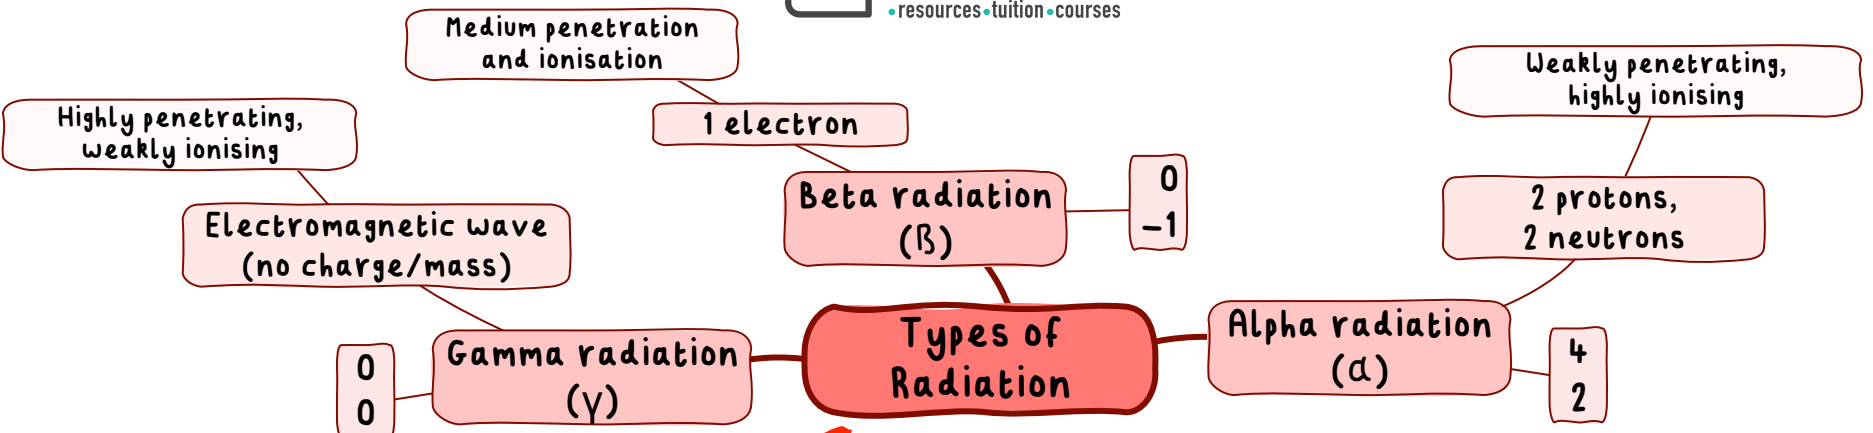 •resources•tuition•courses
Medium penetration
and ionisation
Weakly penetrating,
highly ionising
Highly penetrating,
weakly ionising
1 electron
0
-1
Beta radiation
(β)
2 protons,
2 neutrons
Electromagnetic wave
(no charge/mass)
Types of
Radiation
Alpha radiation
(α)
4
2
Gamma radiation
(γ)
0
0